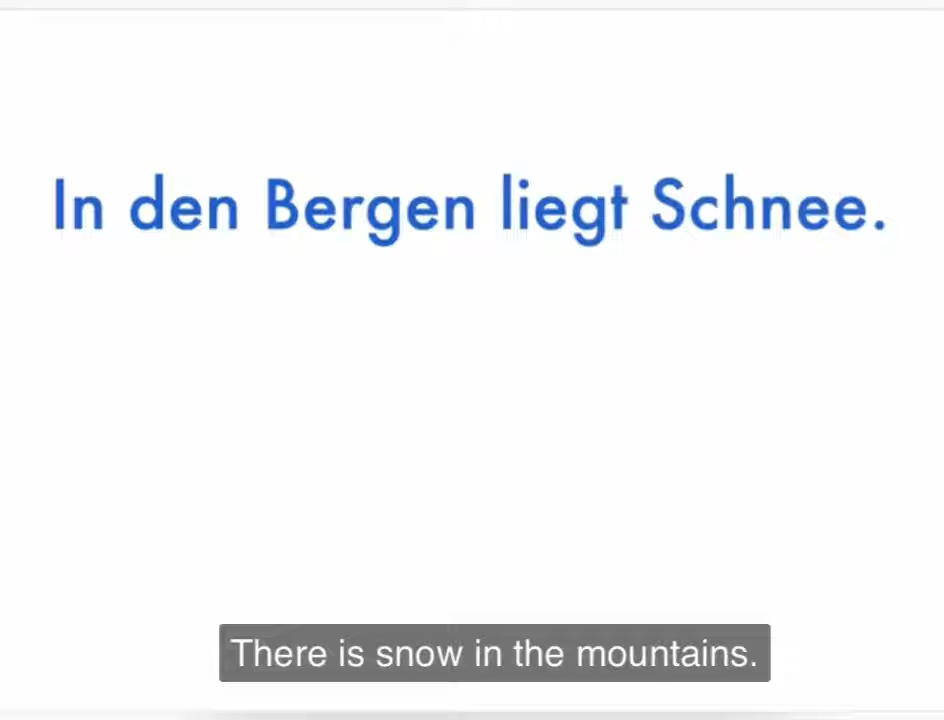 In den Bergen liegt Schnee.
There is snow in the mountains.